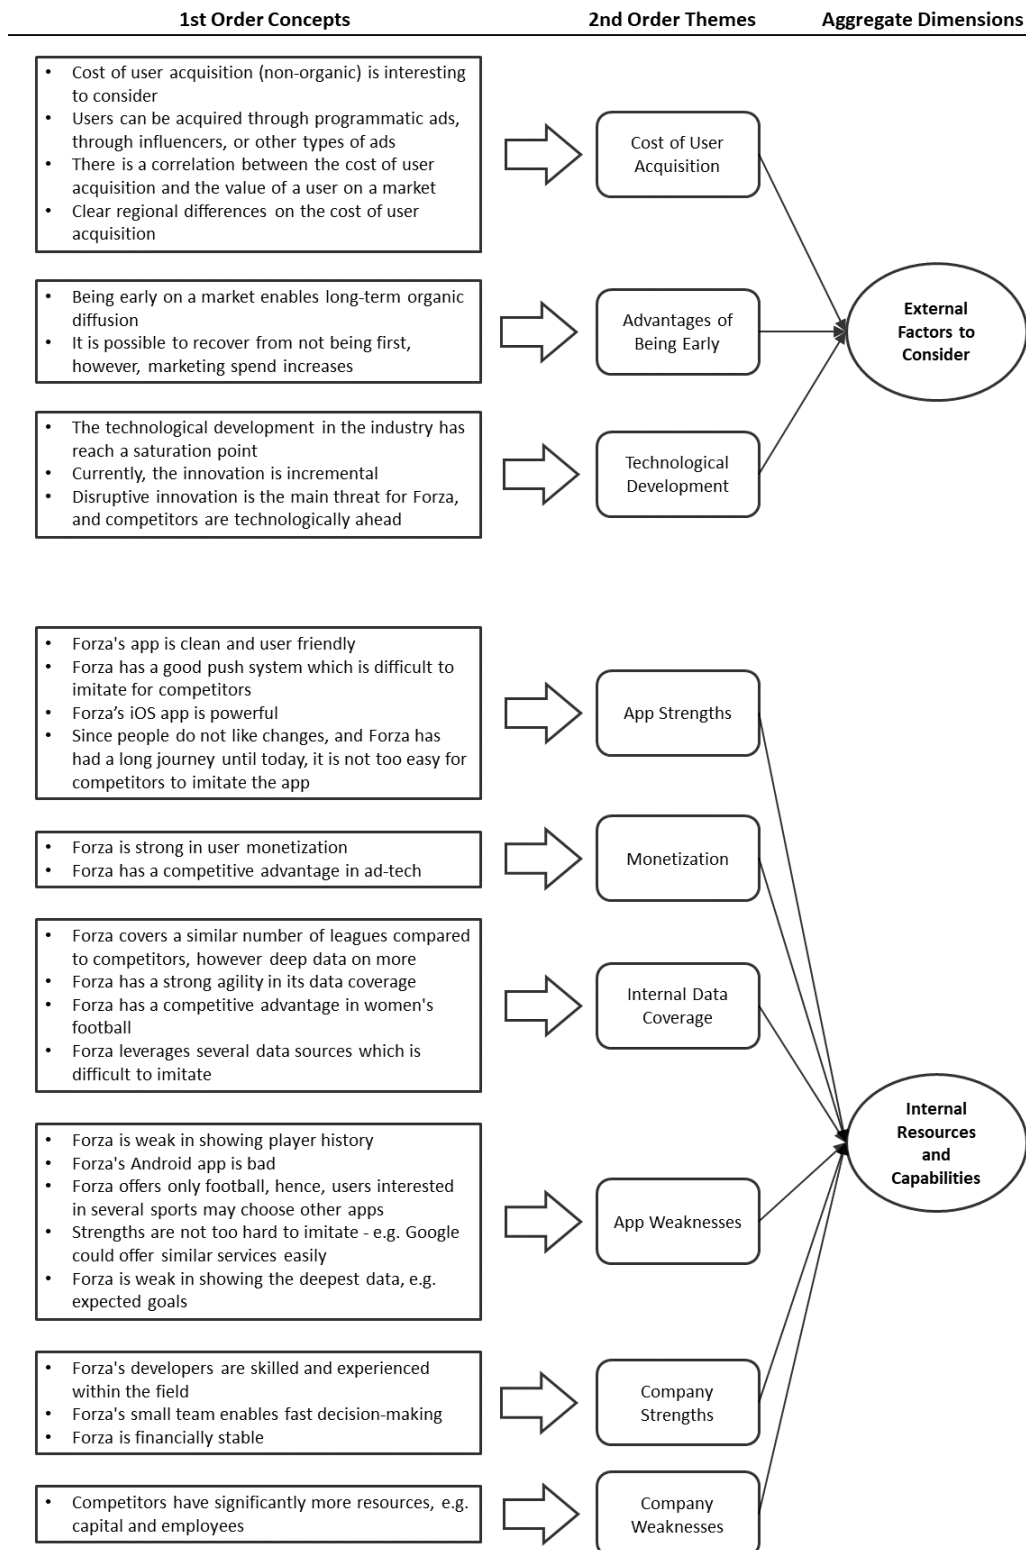 1st Order Concepts 2nd Order Themes Aggregate Dimensions
• Cost of user acquisition (non-organic) is interesting
to consider
• Users can be acquired through programmatic ads,
through influencers, or other types of ads
• There is a correlation between the cost of user
acquisition and the value of a user on a market
• Clear regional differences on the cost of user
acquisition
Cost of User
Acquisition
• Being early on a market enables long-term organic
diffusion
• It is possible to recover from not being first,
however, marketing spend increases
Advantages of
Being Early
External
Factors to
Consider
• The technological development in the industry has
reach a saturation point
• Currently, the innovation is incremental
• Disruptive innovation is the main threat for Forza,
and competitors are technologically ahead
Technological
Development
• Forza's app is clean and user friendly
• Forza has a good push system which is difficult to
imitate for competitors
• Forza’s iOS app is powerful
• Since people do not like changes, and Forza has
had a long journey until today, it is not too easy for
competitors to imitate the app
App Strengths
• Forza is strong in user monetization
• Forza has a competitive advantage in ad-tech
Monetization
• Forza covers a similar number of leagues compared
to competitors, however deep data on more
• Forza has a strong agility in its data coverage
• Forza has a competitive advantage in women's
football
• Forza leverages several data sources which is
difficult to imitate
Internal Data
Coverage
Internal
Resources
and
Capabilities
• Forza is weak in showing player history
• Forza's Android app is bad
• Forza offers only football, hence, users interested
in several sports may choose other apps
• Strengths are not too hard to imitate - e.g. Google
could offer similar services easily
• Forza is weak in showing the deepest data, e.g.
expected goals
App Weaknesses
• Forza's developers are skilled and experienced
within the field
• Forza's small team enables fast decision-making
• Forza is financially stable
Company
Strengths
• Competitors have significantly more resources, e.g.
capital and employees
Company
Weaknesses